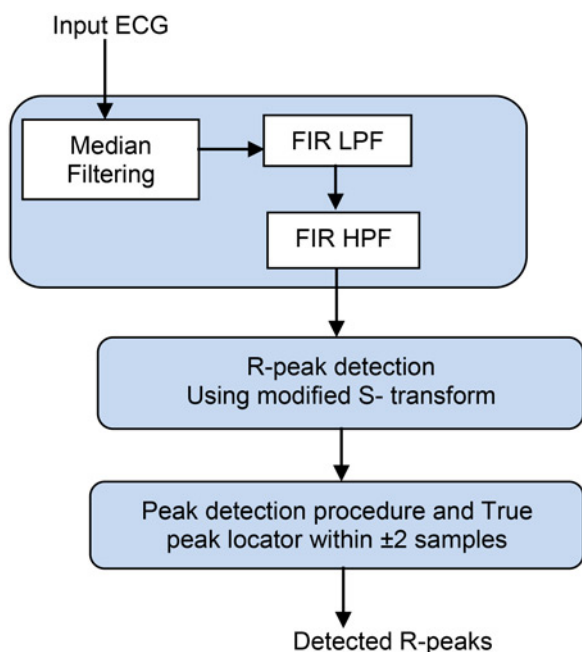 Input ECG
Median
Filtering
FIR LPF
FIR HPF
R-peak detection
Using modified S- transform
Peak detection procedure and True
peak locator within ±2 samples
Detected R-peaks